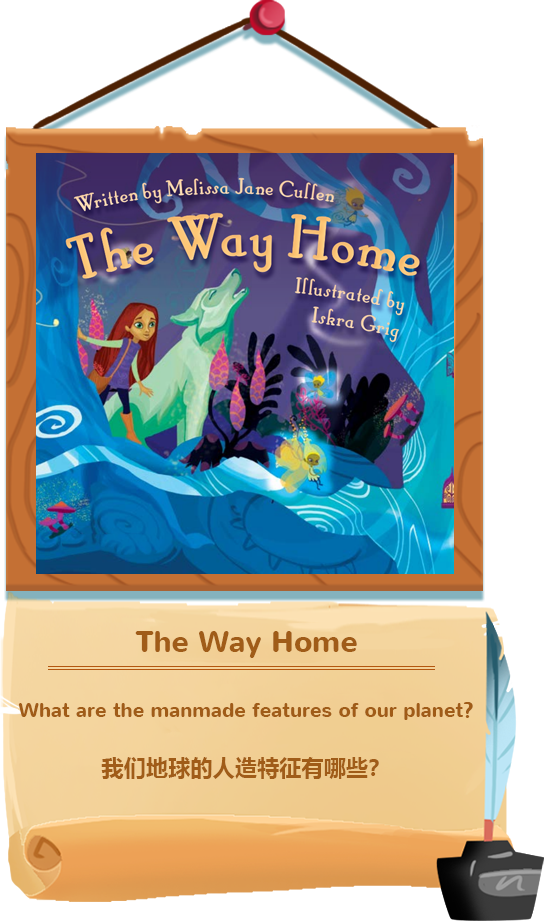 Written by Melissa Jane Cullen
The Way Home
Illustrated by
Iskra Grig
The Way Home
What are the manmade features of our planet?
我们地球的人造特征有哪些?